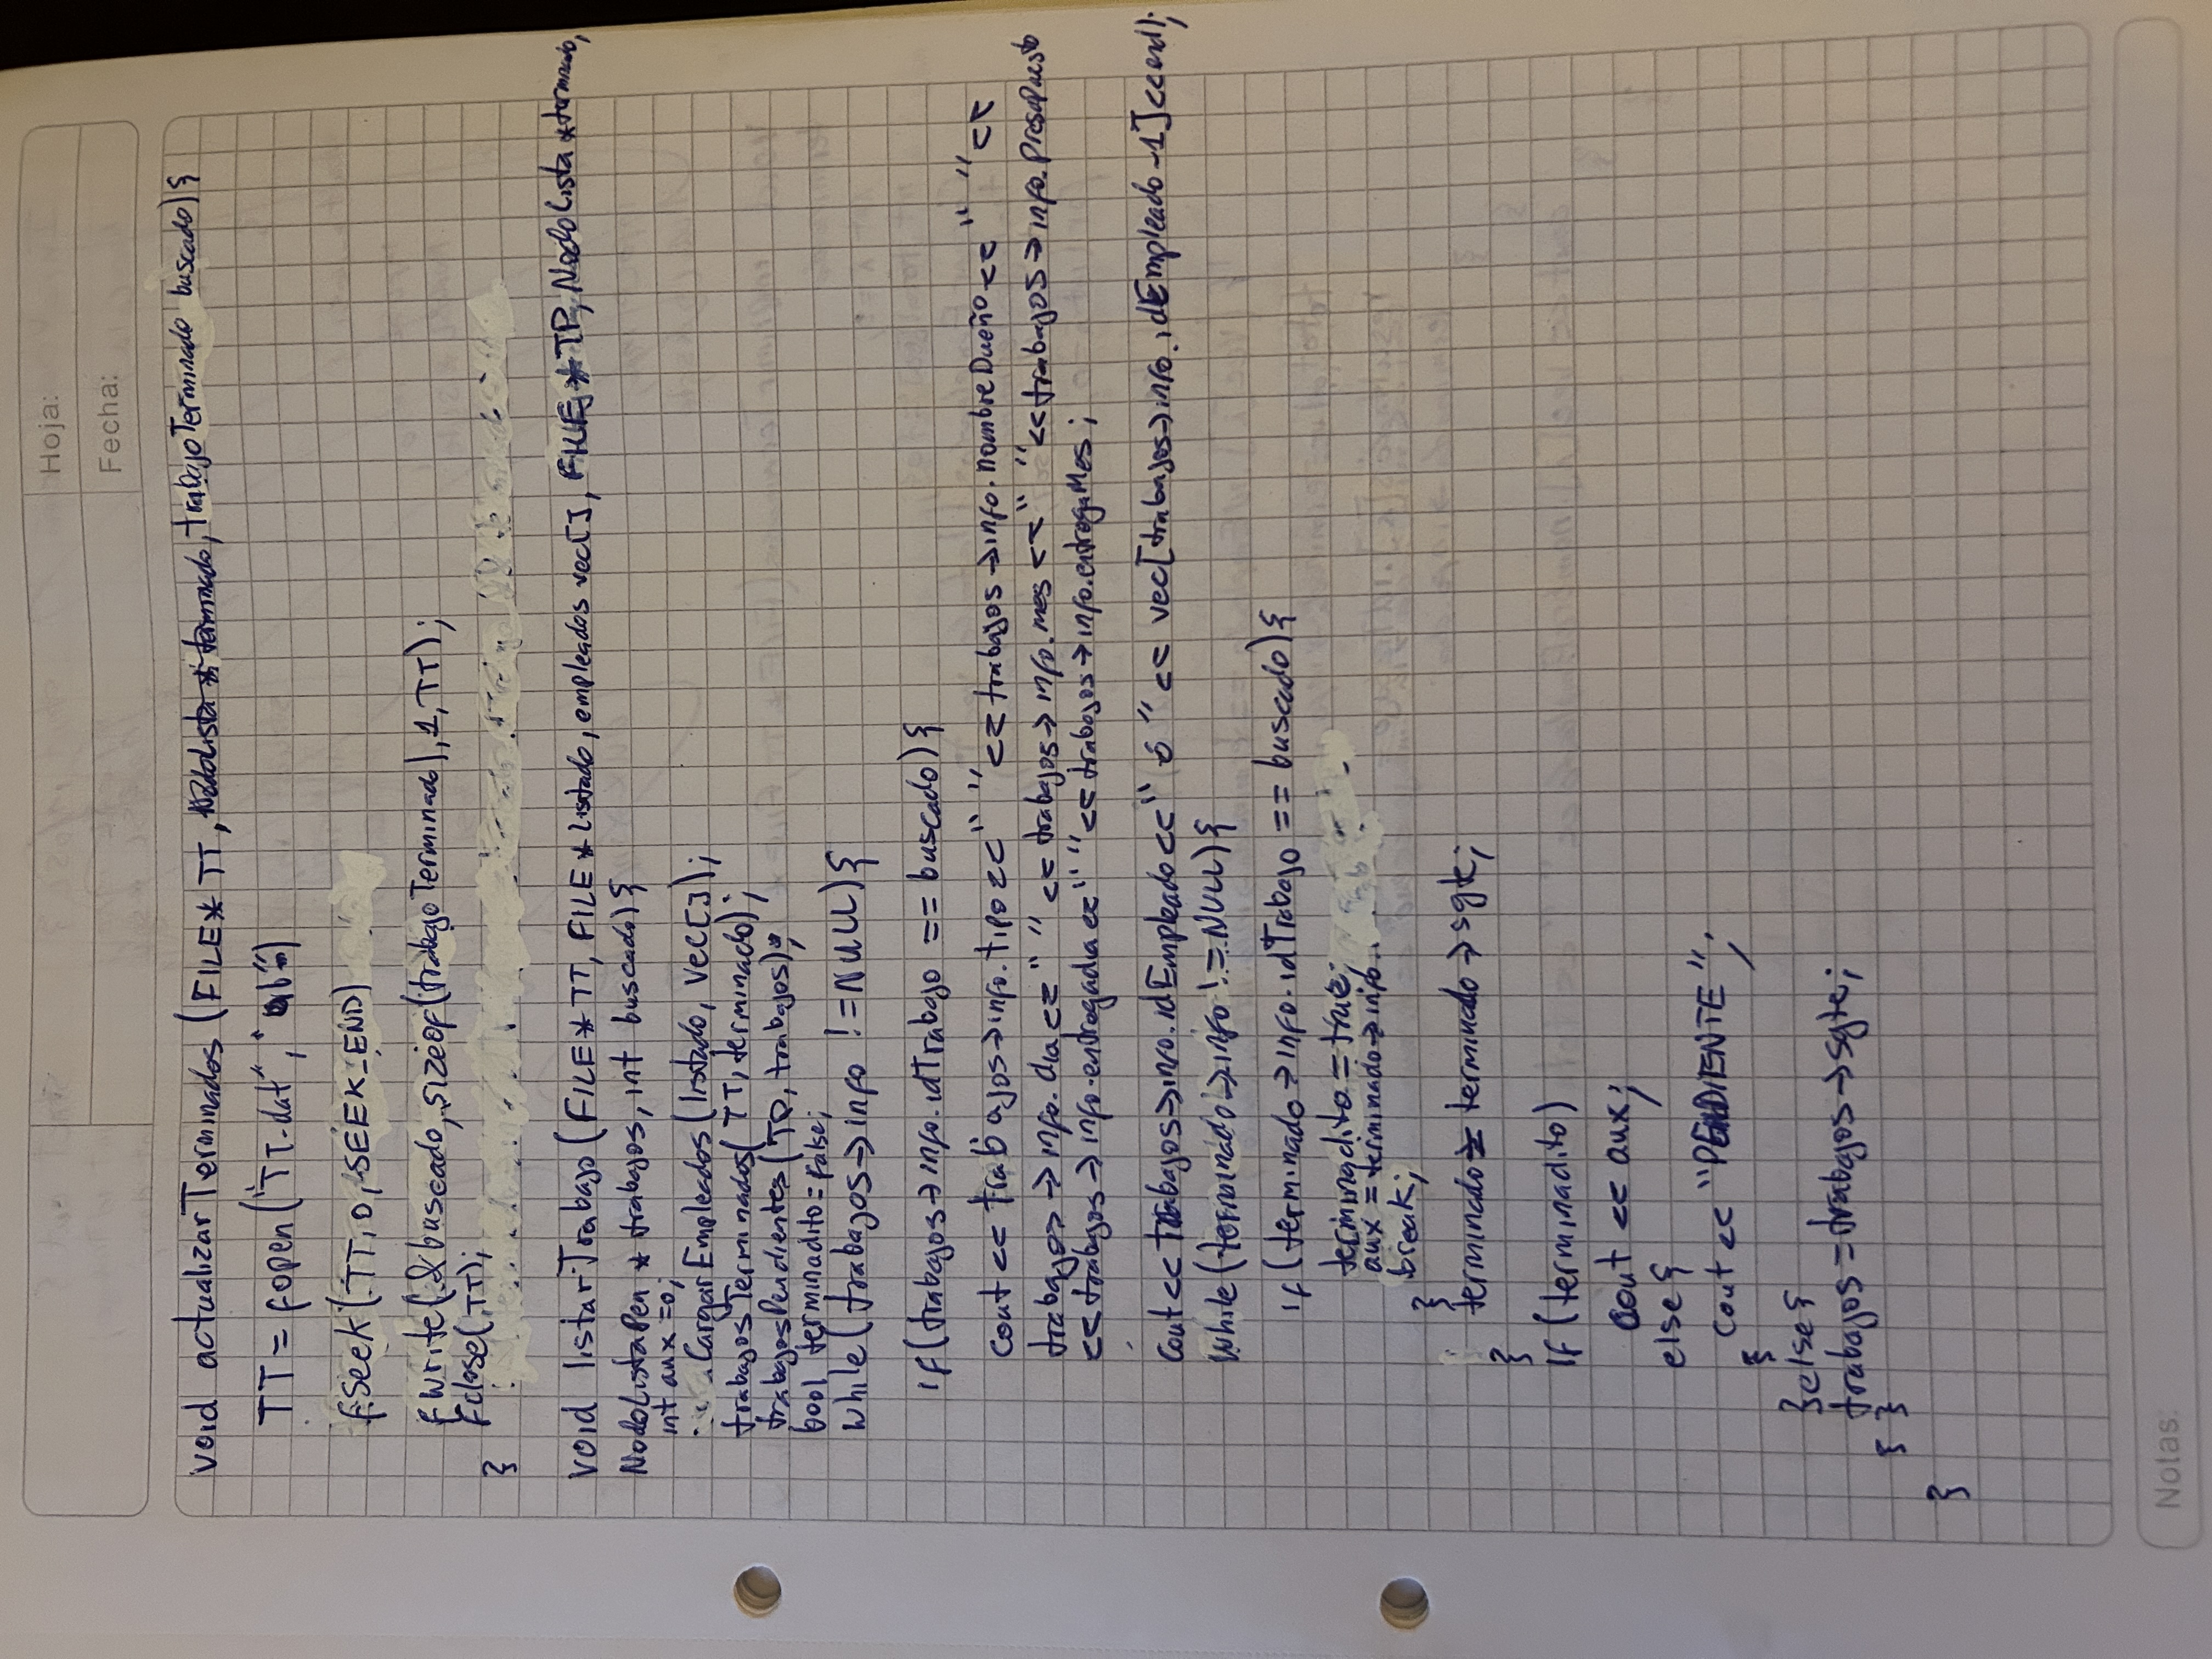 Hoja:
Fecha:
void actualizarTerminados (FILE* TT, NodoLista * terminado, trabajoTerminado buscado){
TT = fopen("TT.dat", "ab")
fseek(TT, 0, SEEK_END)
fwrite(&buscado, sizeof(trabajoTerminado), 1, TT);
fclose(TT);
}
void listarTrabajo (FILE * TT, FILE * listado, empleados vec[], FILE * TP, NodoLista * terminado,
NodoListaPen * trabajos, int buscado) {
int aux = 0;
CargarEmpleados (listado, vec[]);
trabajosTerminados( TT, terminado);
trabajosPendientes (TP, trabajos);
bool terminadito = false;
while( trabajos->info != NULL) {
if(trabajos->info.idTrabajo == buscado) {
cout << trabajos->info.tipo << " " << trabajos->info.nombreDueño << " " <<
trabajos->info.dia << " " << trabajos->info.mes << " " << trabajos->info.presupuesto
<< trabajos->info.entregadia << " " << trabajos->info.entregaMes;
cout << trabajos->info.idEmpleado << " ó " << vec[trabajos->info.idEmpleado-1] << endl;
while(terminado->info != NULL) {
if (terminado->info.idTrabajo == buscado) {
terminadito = true;
aux = terminado->info.
break;
}
terminado = terminado->sgte;
}
if (terminadito)
cout << aux;
else {
cout << "PENDIENTE";
}
}else {
trabajos = trabajos->sgte;
} }
}
Notas: